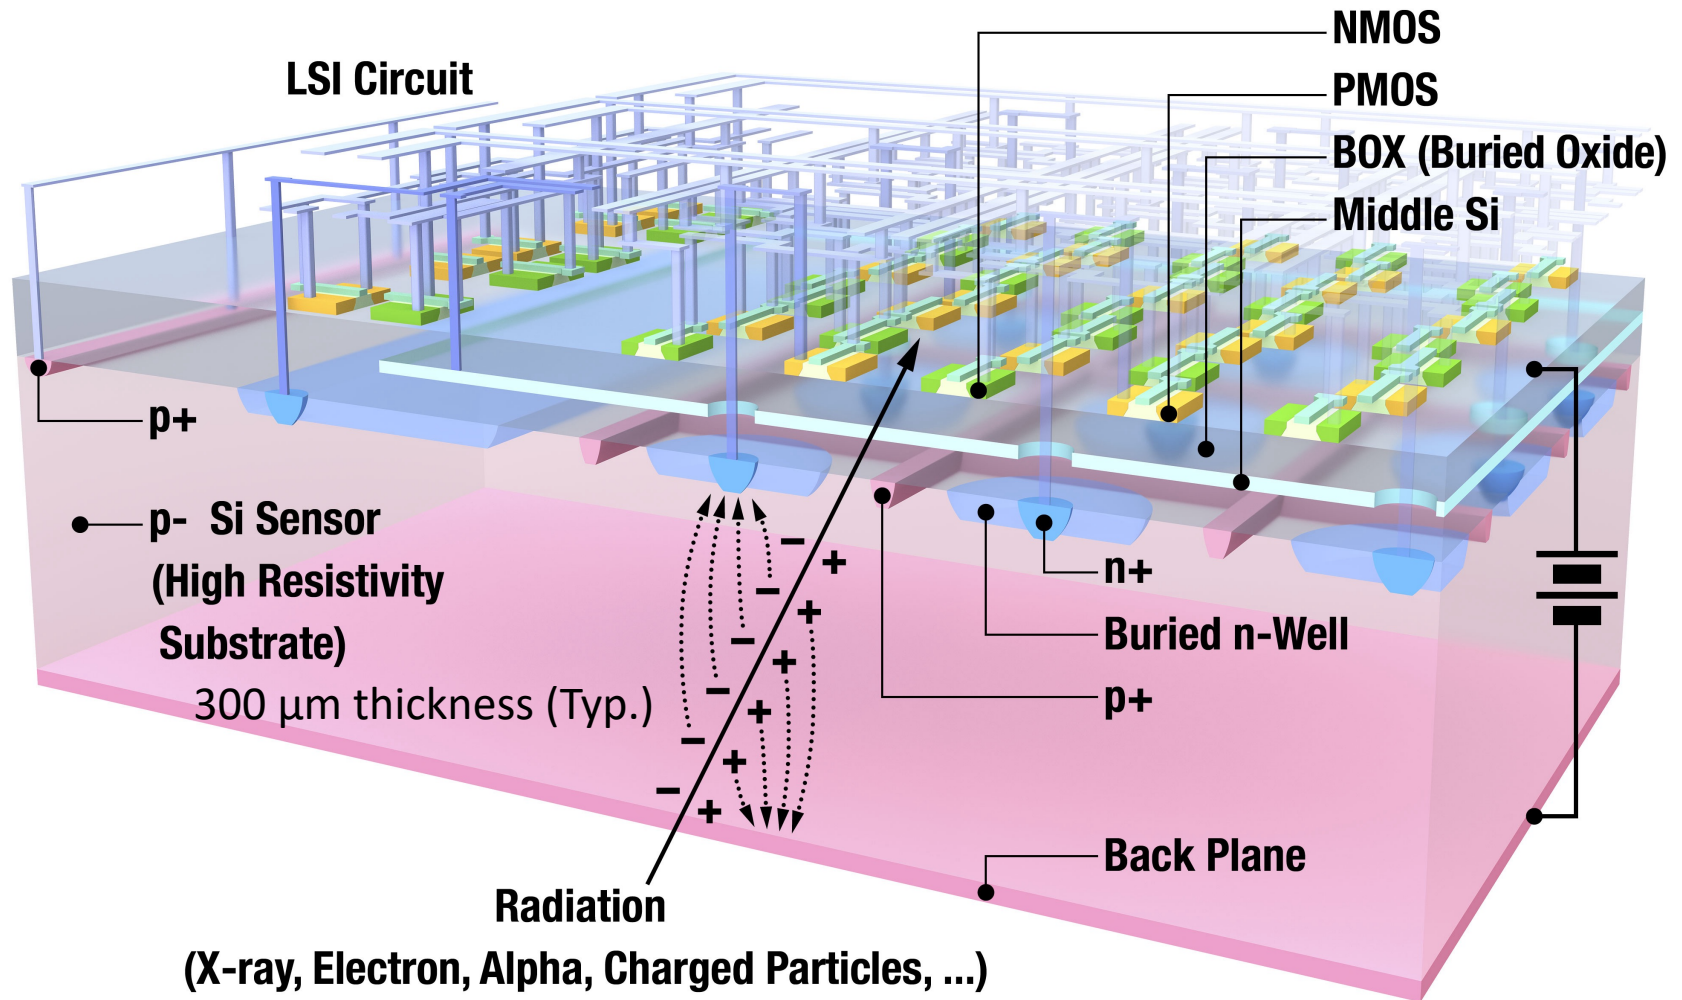 LSI Circuit
NMOS
PMOS
BOX (Buried Oxide)
Middle Si
p+
p- Si Sensor
(High Resistivity
Substrate)
300 µm thickness (Typ.)
n+
Buried n-Well
p+
Back Plane
Radiation
(X-ray, Electron, Alpha, Charged Particles, ...)